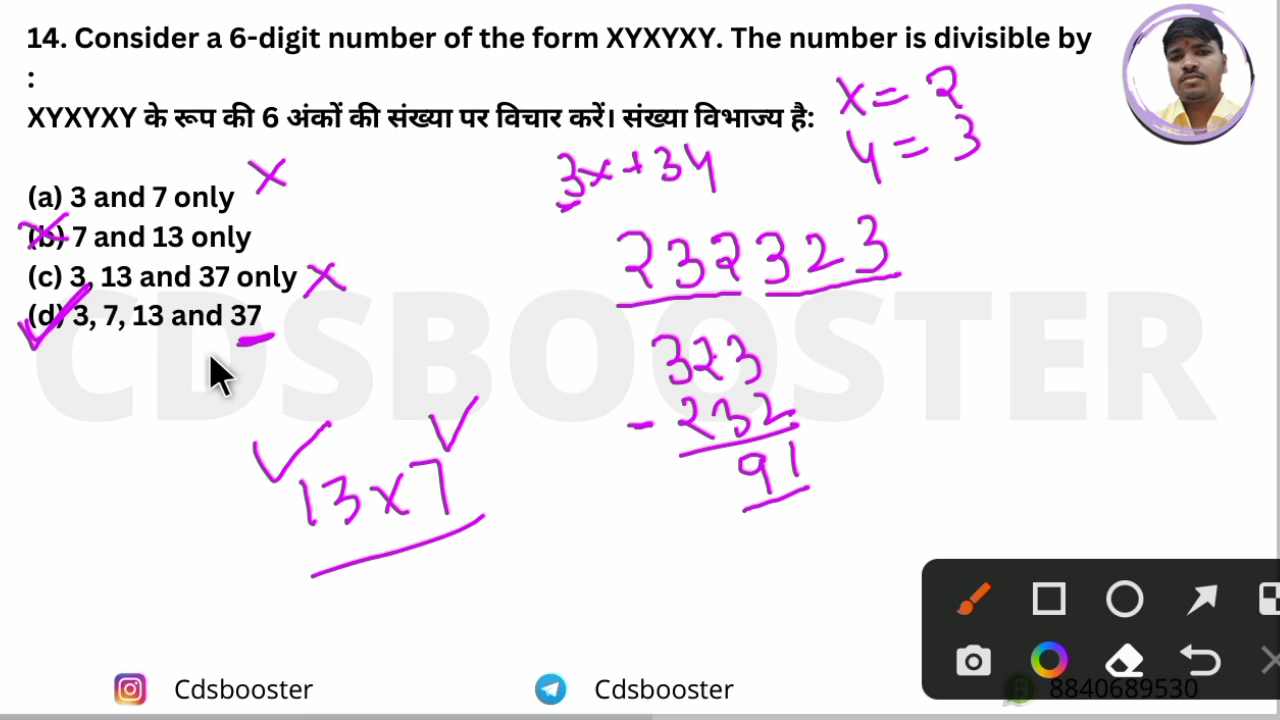 14. Consider a 6-digit number of the form XYXYXY. The number is divisible by
:
XYXYXY के रूप की 6 अंकों की संख्या पर विचार करें। संख्या विभाज्य है:
x = 2
y = 3
3x + 3y
(a) 3 and 7 only
(b) 7 and 13 only
(c) 3, 13 and 37 only
(d) 3, 7, 13 and 37
232323
323
- 232
91
13 x 7
CDSBOOSTER
Cdsbooster
Cdsbooster
8840689530